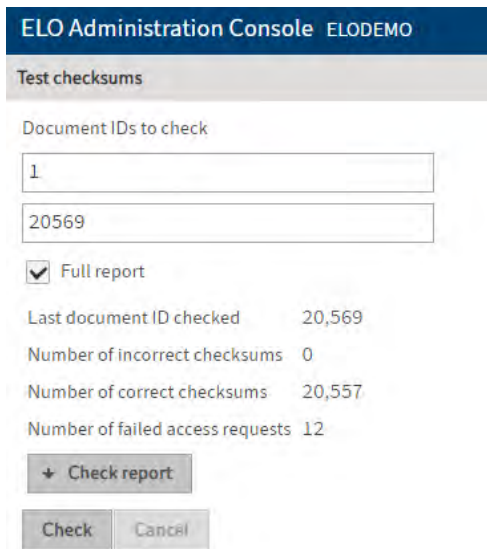 ELO Administration Console ELODEMO
Test checksums
Document IDs to check
1
20569
Full report
Last document ID checked 20,569
Number of incorrect checksums 0
Number of correct checksums 20,557
Number of failed access requests 12
Check report
Check Cancel